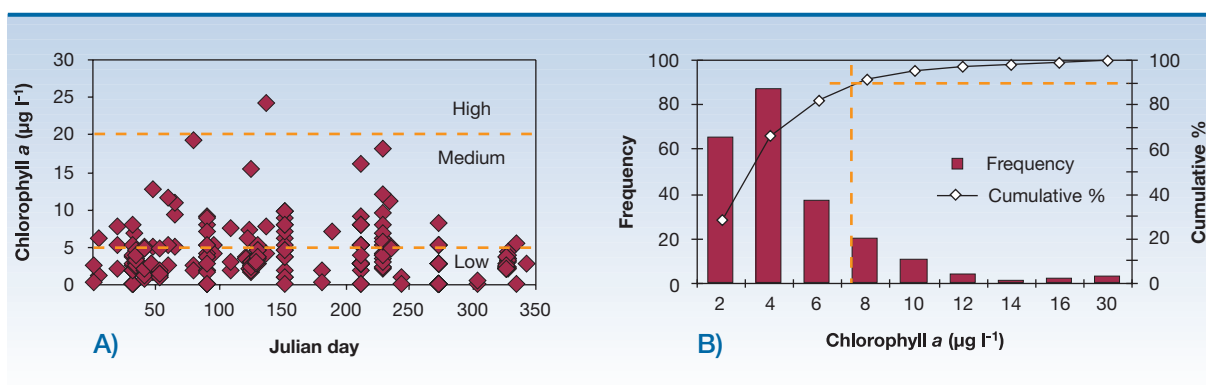 30
25
20
15
10
5
0
Chlorophyll a (µg l-1)
High
Medium
Low
50 100 150 200 250 300 350
Julian day
A)
100
80
60
40
20
0
Frequency
Frequency
Cumulative %
100
80
60
40
20
0
Cumulative %
2 4 6 8 10 12 14 16 30
Chlorophyll a (µg l-1)
B)